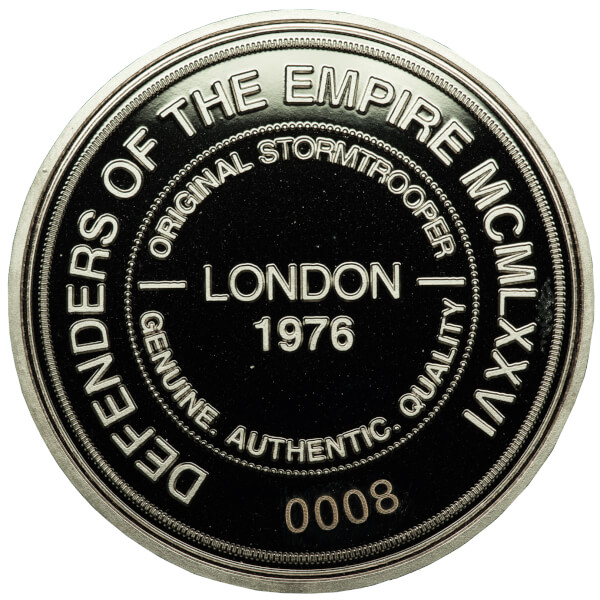 DEFENDERS OF THE EMPIRE MCMLXXVI
ORIGINAL STORMTROOPER
LONDON
1976
GENUINE. AUTHENTIC. QUALITY
0008